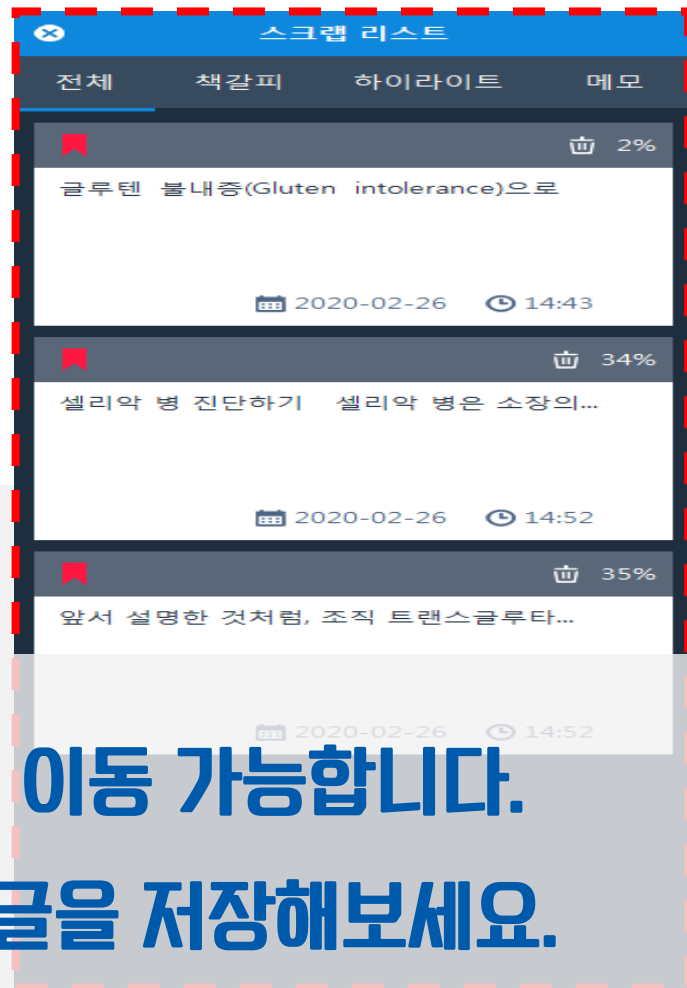 스크랩 리스트
전체 책갈피 하이라이트 메모
2%
글루텐 불내증(Gluten intolerance)으로
2020-02-26 14:43
34%
셀리악 병 진단하기 셀리악 병은 소장의...
2020-02-26 14:52
35%
앞서 설명한 것처럼, 조직 트랜스글루타...
2020-02-26 14:52
이동 가능합니다.
글을 저장해보세요.